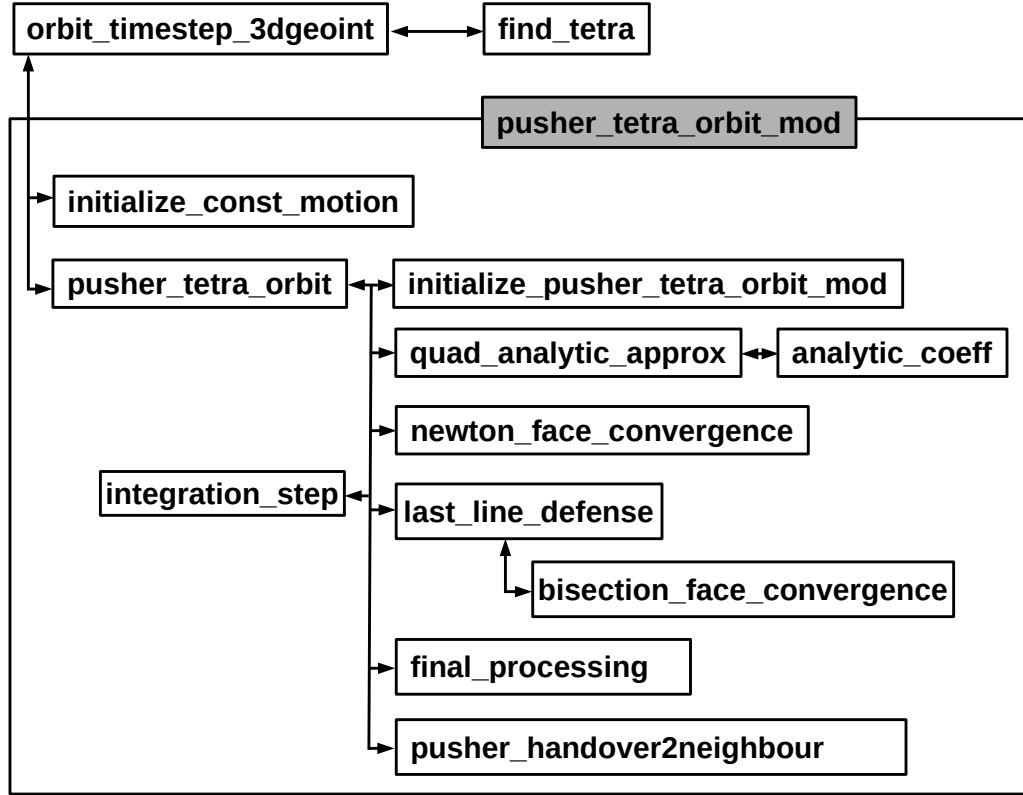 orbit_timestep_3dgeoint
find_tetra
pusher_tetra_orbit_mod
initialize_const_motion
pusher_tetra_orbit
initialize_pusher_tetra_orbit_mod
quad_analytic_approx
analytic_coeff
newton_face_convergence
integration_step
last_line_defense
bisection_face_convergence
final_processing
pusher_handover2neighbour